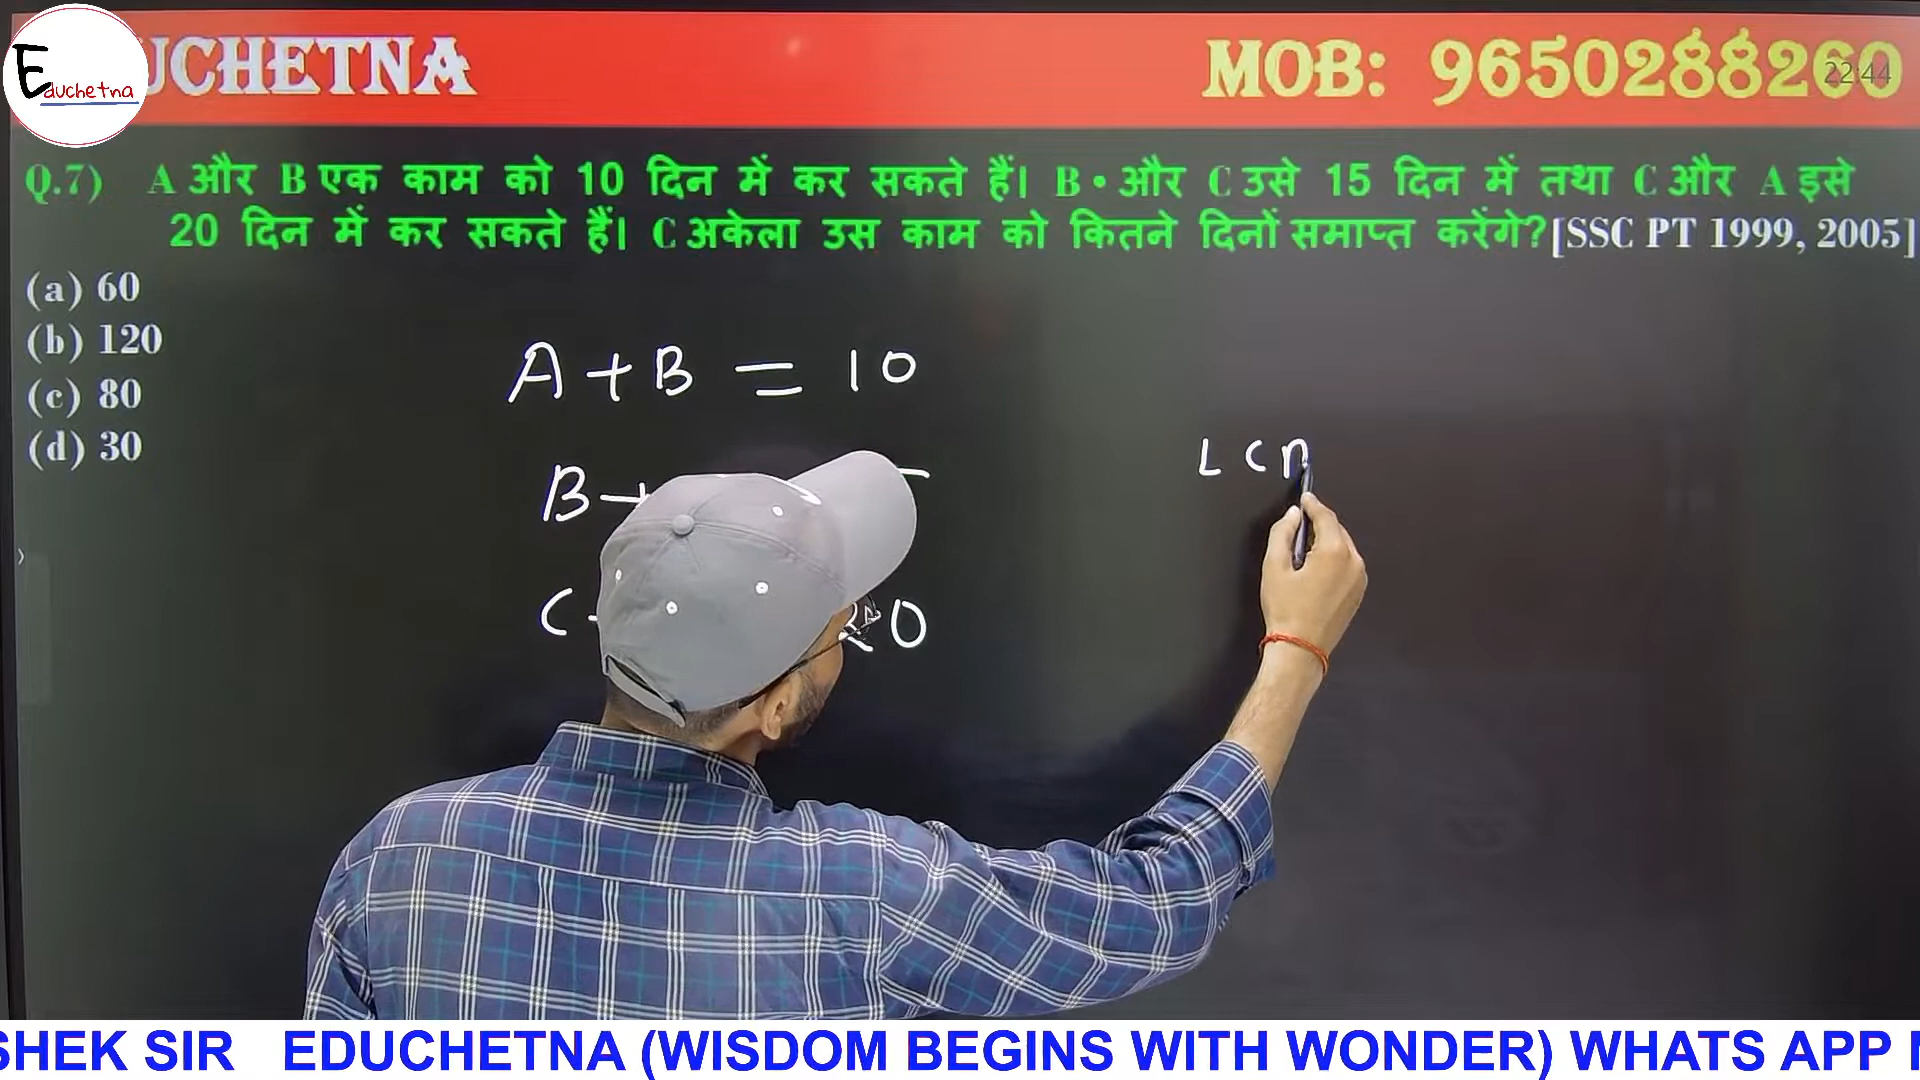 Educhetna
UCHETNA MOB: 9650288260
22:44
Q.7) A और B एक काम को 10 दिन में कर सकते हैं। B • और C उसे 15 दिन में तथा C और A इसे
20 दिन में कर सकते हैं। C अकेला उस काम को कितने दिनों समाप्त करेंगे? [SSC PT 1999, 2005]
(a) 60
(b) 120
(c) 80
(d) 30
A + B = 10
B +
C 20
LCM
SHEK SIR EDUCHETNA (WISDOM BEGINS WITH WONDER) WHATS APP